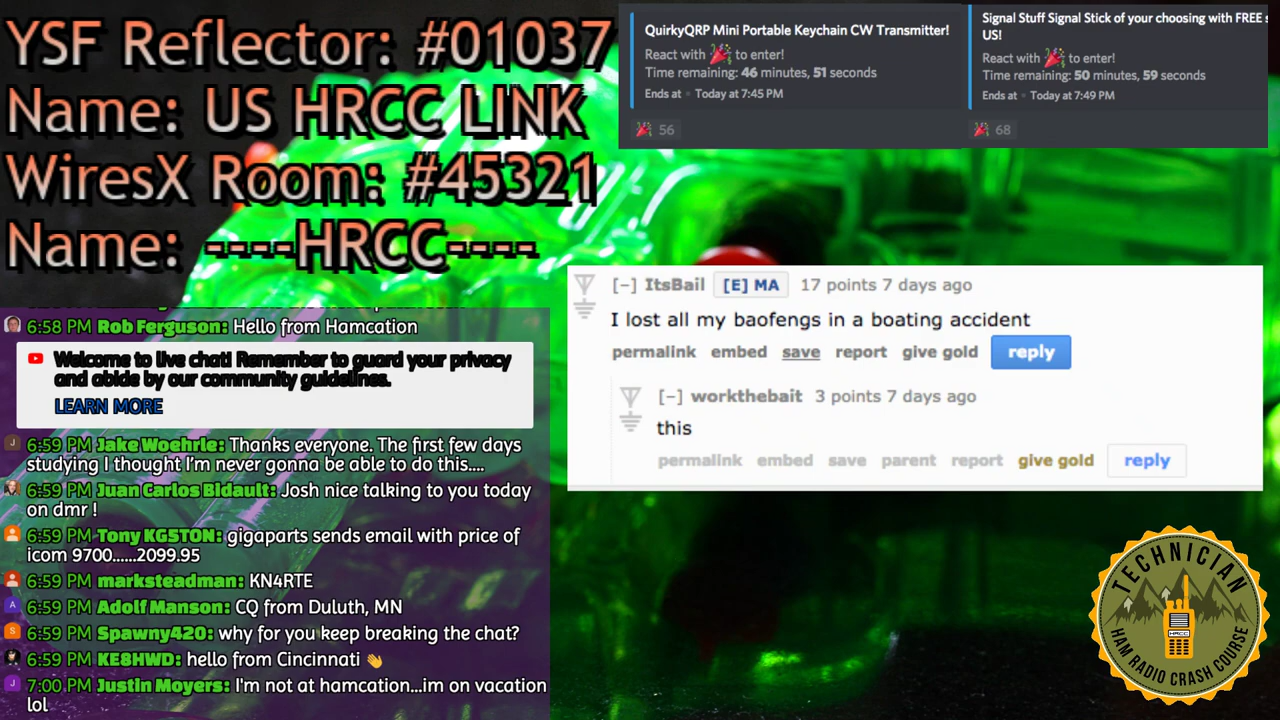 YSF Reflector: #01037
Name: US HRCC LINK
WiresX Room: #45321
Name: ----HRCC----
QuirkyQRP Mini Portable Keychain CW Transmitter!
React with 🎉 to enter!
Time remaining: 46 minutes, 51 seconds
Ends at • Today at 7:45 PM
🎉 56
Signal Stuff Signal Stick of your choosing with FREE
US!
React with 🎉 to enter!
Time remaining: 50 minutes, 59 seconds
Ends at • Today at 7:49 PM
🎉 68
[–] ItsBail [E] MA 17 points 7 days ago
I lost all my baofengs in a boating accident
permalink embed save report give gold reply
[–] workthebait 3 points 7 days ago
this
permalink embed save parent report give gold reply
6:58 PM Rob Ferguson: Hello from Hamcation
Welcome to live chat! Remember to guard your privacy
and abide by our community guidelines.
LEARN MORE
J 6:59 PM Jake Woehrle: Thanks everyone. The first few days
studying I thought I'm never gonna be able to do this....
6:59 PM Juan Carlos Bidault: Josh nice talking to you today
on dmr !
6:59 PM Tony KG5TON: gigaparts sends email with price of
icom 9700......2099.95
6:59 PM marksteadman: KN4RTE
A 6:59 PM Adolf Manson: CQ from Duluth, MN
S 6:59 PM Spawny420: why for you keep breaking the chat?
6:59 PM KE8HWD: hello from Cincinnati 👋
J 7:00 PM Justin Moyers: I'm not at hamcation...im on vacation
lol
TECHNICIAN
HRCC
HAM RADIO CRASH COURSE